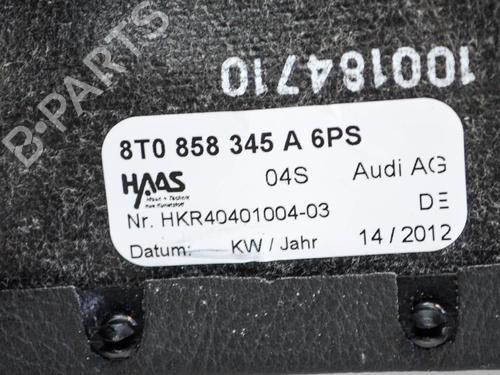 B-PARTS
100184710
8T0 858 345 A 6PS
HAAS 04S Audi AG
Nr. HKR40401004-03 DE
Datum: KW / Jahr 14 / 2012